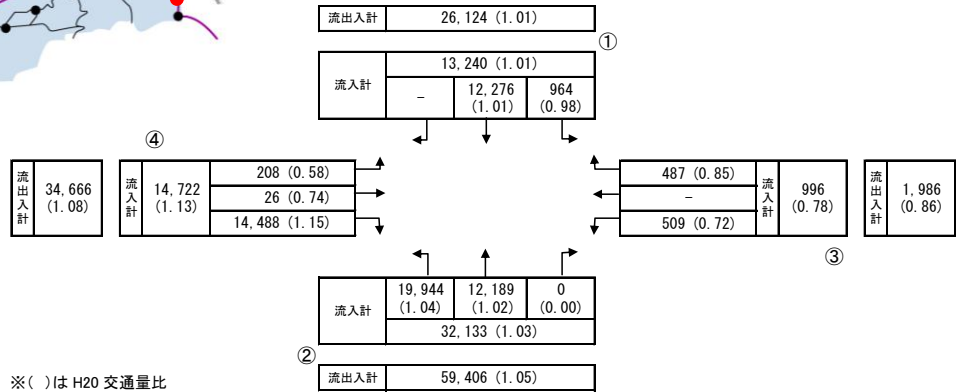 流出入計 26,124 (1.01)
①
流入計 13,240 (1.01)
- 12,276 (1.01) 964 (0.98)
④
流出入計 34,666 (1.08)
流入計 14,722 (1.13)
208 (0.58)
26 (0.74)
14,488 (1.15)
487 (0.85)
-
509 (0.72)
流入計 996 (0.78)
流出入計 1,986 (0.86)
③
流入計 19,944 (1.04) 12,189 (1.02) 0 (0.00)
32,133 (1.03)
②
流出入計 59,406 (1.05)
※( )は H20 交通量比